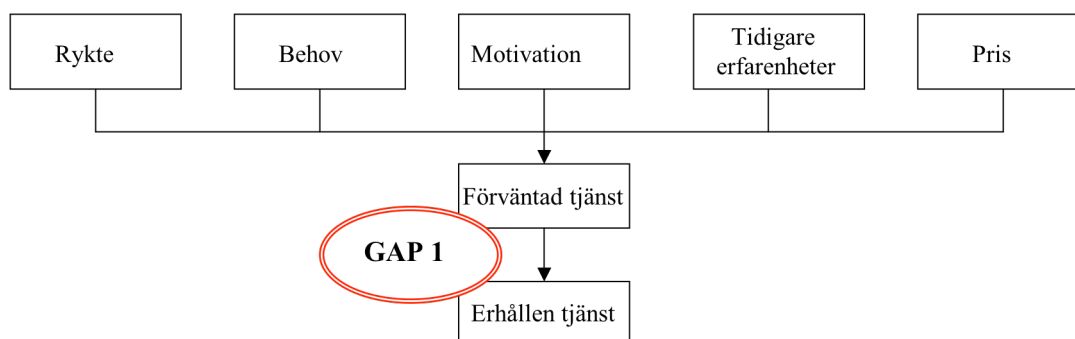 Rykte
Behov
Motivation
Tidigare
erfarenheter
Pris
Förväntad tjänst
GAP 1
Erhållen tjänst